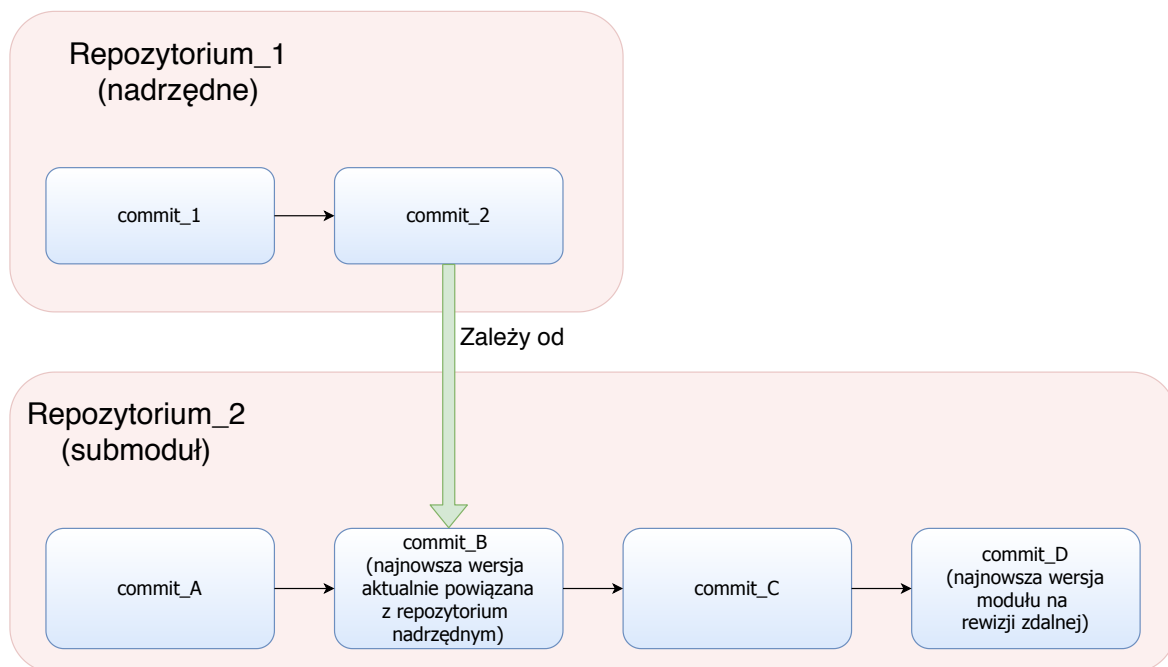 Repozytorium_1
(nadrzędne)
commit_1
commit_2
Zależy od
Repozytorium_2
(submoduł)
commit_A
commit_B
(najnowsza wersja
aktualnie powiązana
z repozytorium
nadrzędnym)
commit_C
commit_D
(najnowsza wersja
modułu na
rewizji zdalnej)